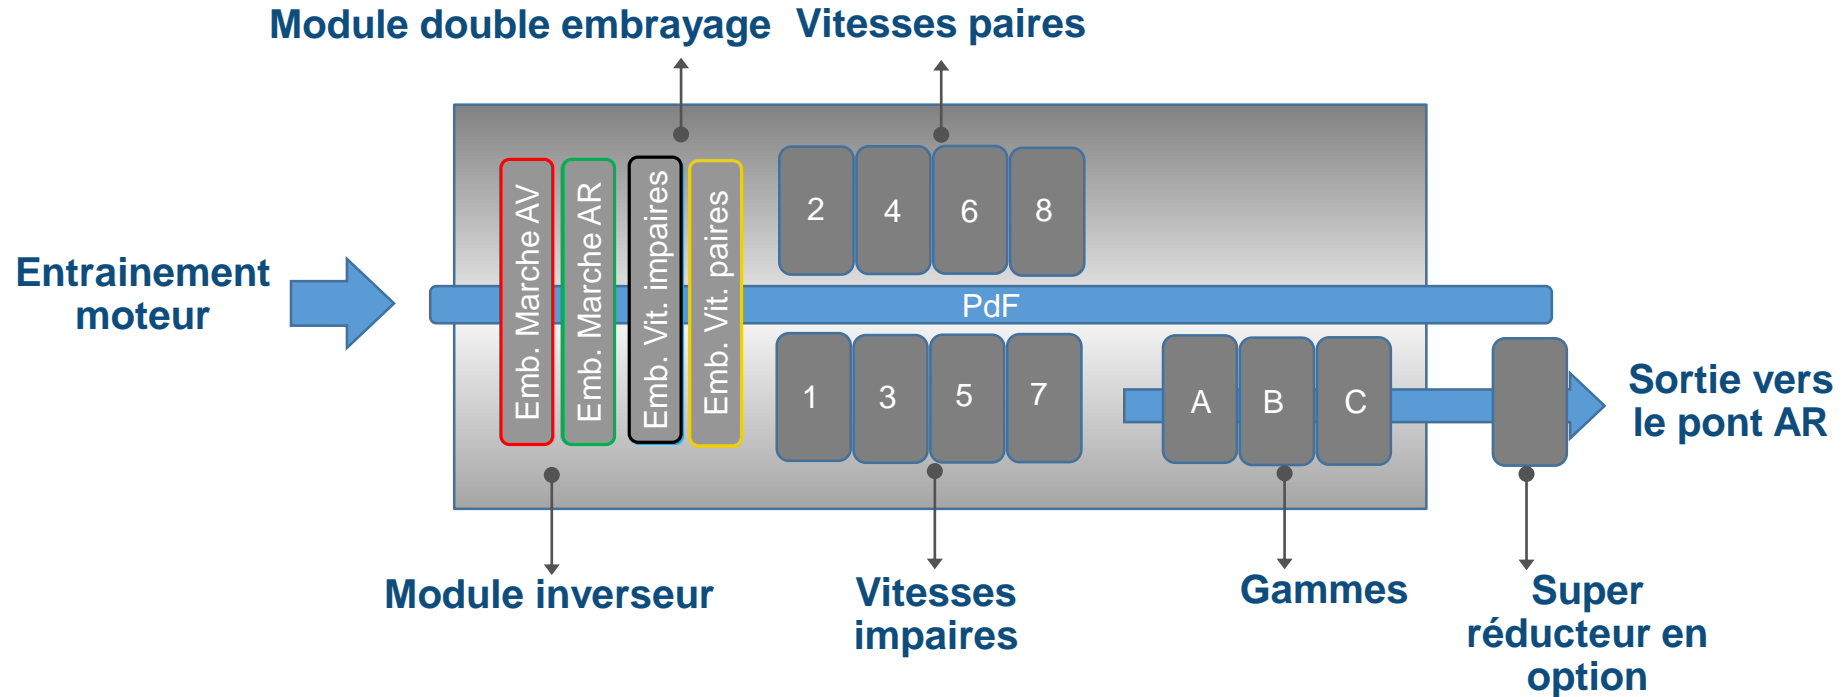 Module double embrayage
Vitesses paires
Entrainement
moteur
Emb. Marche AV
Emb. Marche AR
Emb. Vit. impaires
Emb. Vit. paires
2
4
6
8
PdF
1
3
5
7
A
B
C
Sortie vers
le pont AR
Module inverseur
Vitesses
impaires
Gammes
Super
réducteur en
option